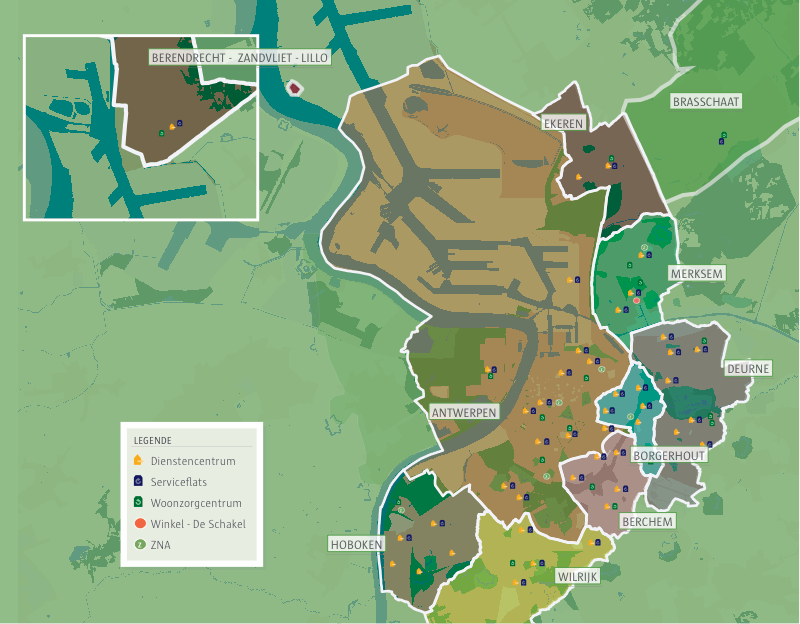 BERENDRECHT - ZANDVLIET - LILLO
BRASSCHAAT
EKEREN
MERKSEM
DEURNE
ANTWERPEN
BORGERHOUT
BERCHEM
HOBOKEN
WILRIJK
LEGENDE
Dienstencentrum
Serviceflats
Woonzorgcentrum
Winkel - De Schakel
ZNA